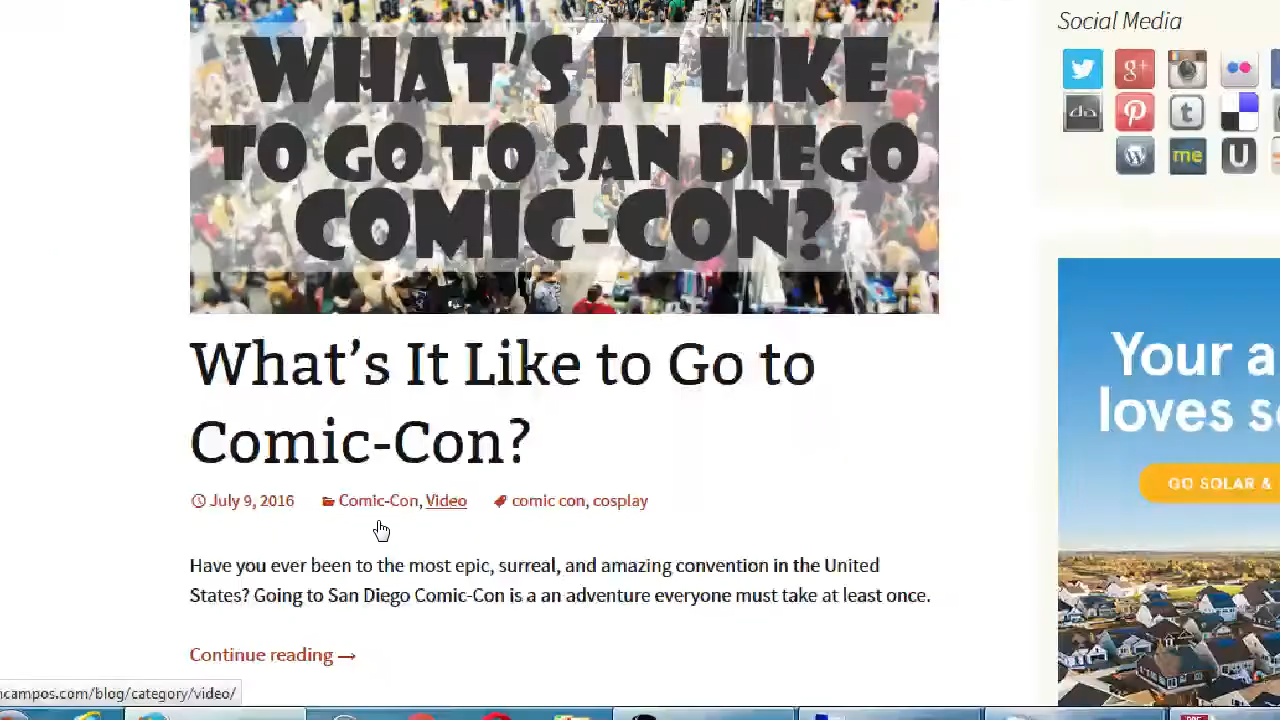 Social Media
WHAT'S IT LIKE
TO GO TO SAN DIEGO
COMIC-CON?
What's It Like to Go to
Comic-Con?
July 9, 2016 Comic-Con, Video comic con, cosplay
Have you ever been to the most epic, surreal, and amazing convention in the United
States? Going to San Diego Comic-Con is a an adventure everyone must take at least once.
Continue reading →
g+
da
t
me
U
Your a
loves s
GO SOLAR &
campos.com/blog/category/video/